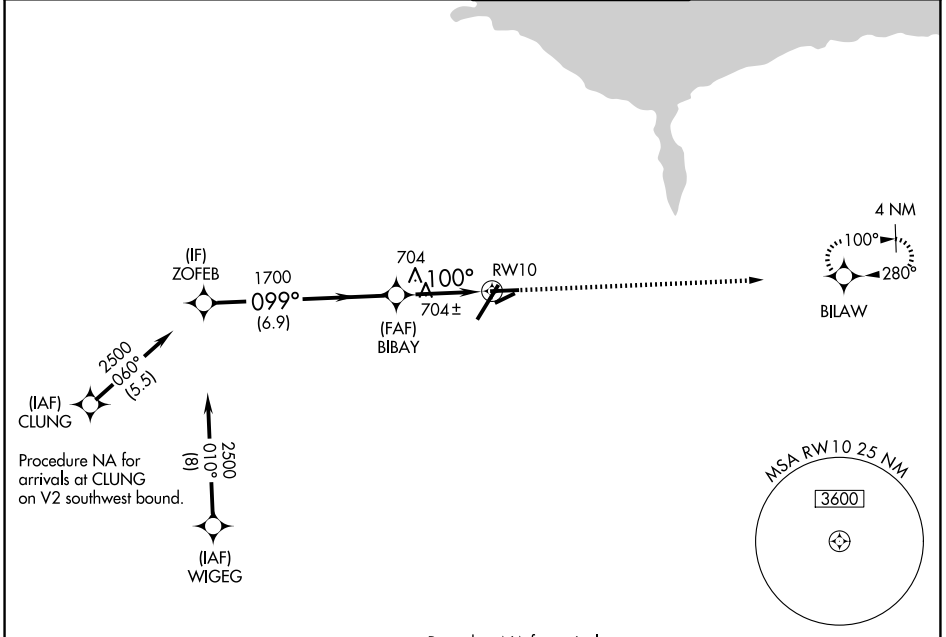 4 NM
100°
280°
BILAW
(IF)
ZOFEB
1700
099°
(6.9)
704
100°
RW10
704±
(FAF)
BIBAY
2500
060°
(5.5)
(IAF)
CLUNG
Procedure NA for
arrivals at CLUNG
on V2 southwest bound.
2500
010°
(8)
(IAF)
WIGEG
MSA RW10 25 NM
3600